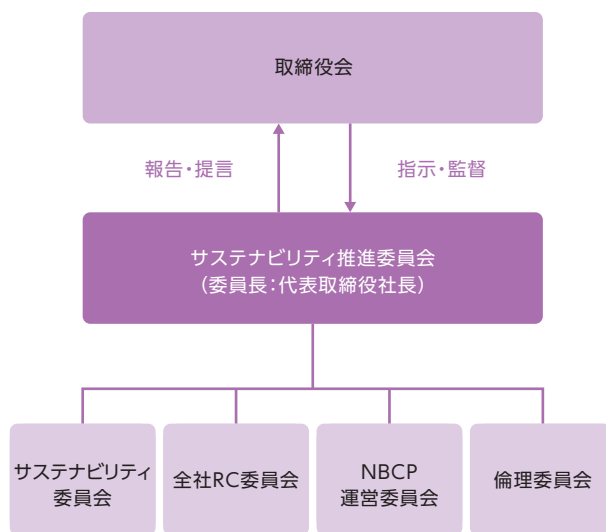 取締役会
報告・提言
指示・監督
サステナビリティ推進委員会
(委員長:代表取締役社長)
サステナビリティ
委員会
全社RC委員会
NBCP
運営委員会
倫理委員会